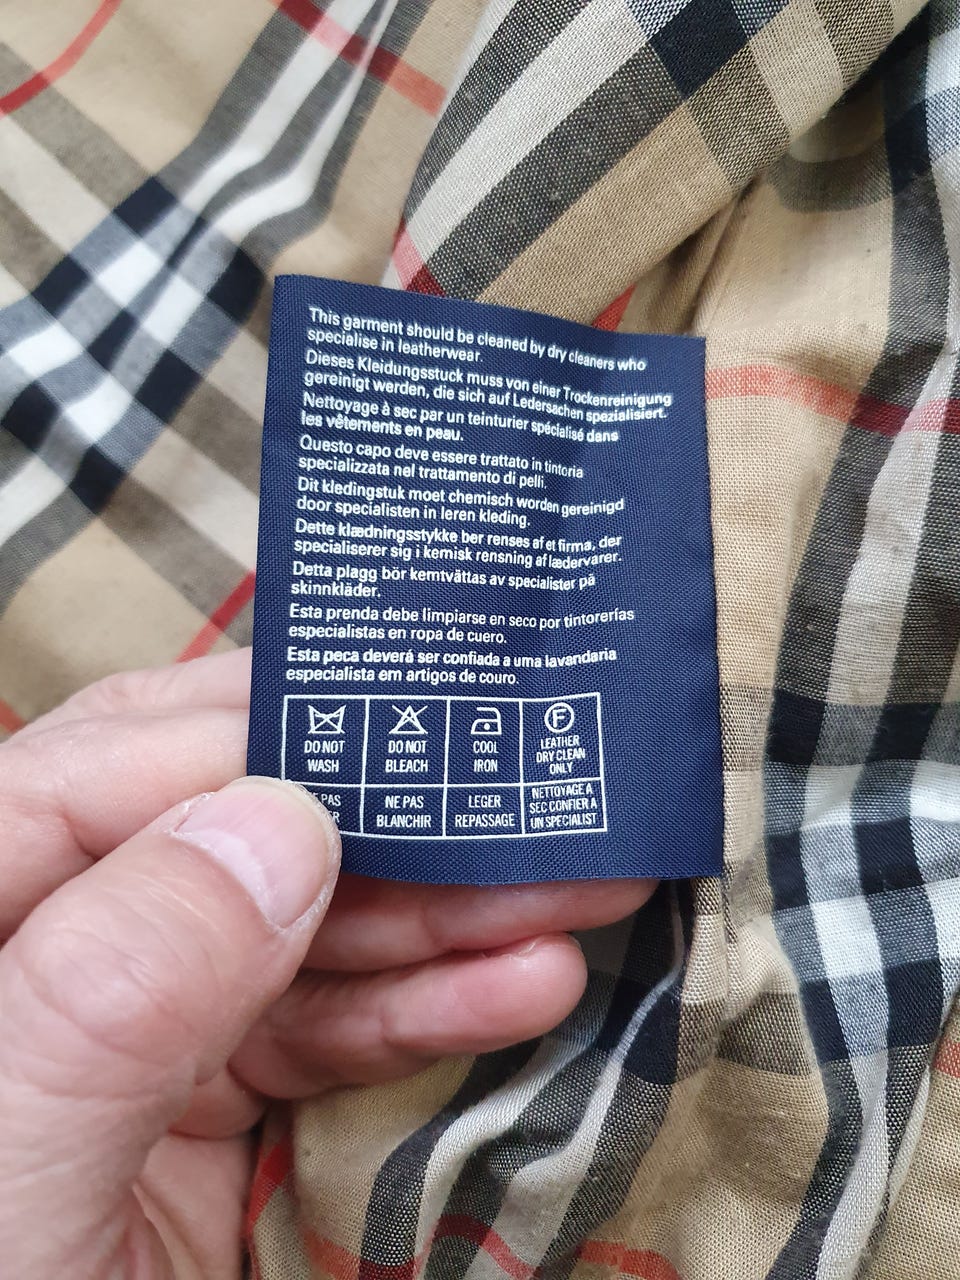 This garment should be cleaned by dry cleaners who
specialise in leatherwear.
Dieses Kleidungsstuck muss von einer Trockenreinigung
gereinigt werden, die sich auf Ledersachen spezialisiert.
Nettoyage à sec par un teinturier spécialisé dans
les vêtements en peau.
Questo capo deve essere trattato in tintoria
specializzata nel trattamento di pelli.
Dit kledingstuk moet chemisch worden gereinigd
door specialisten in leren kleding.
Dette klædningsstykke bør renses af et firma, der
specialiserer sig i kemisk rensning af lædervarer.
Detta plagg bör kemtvättas av specialister på
skinnkläder.
Esta prenda debe limpiarse en seco por tintorerías
especialistas en ropa de cuero.
Esta peca deverá ser confiada a uma lavandaria
especialista em artigos de couro.
DO NOT WASH
DO NOT BLEACH
COOL IRON
F
LEATHER DRY CLEAN ONLY
PAS
NE PAS BLANCHIR
LEGER REPASSAGE
NETTOYAGE A SEC CONFIER A UN SPECIALIST